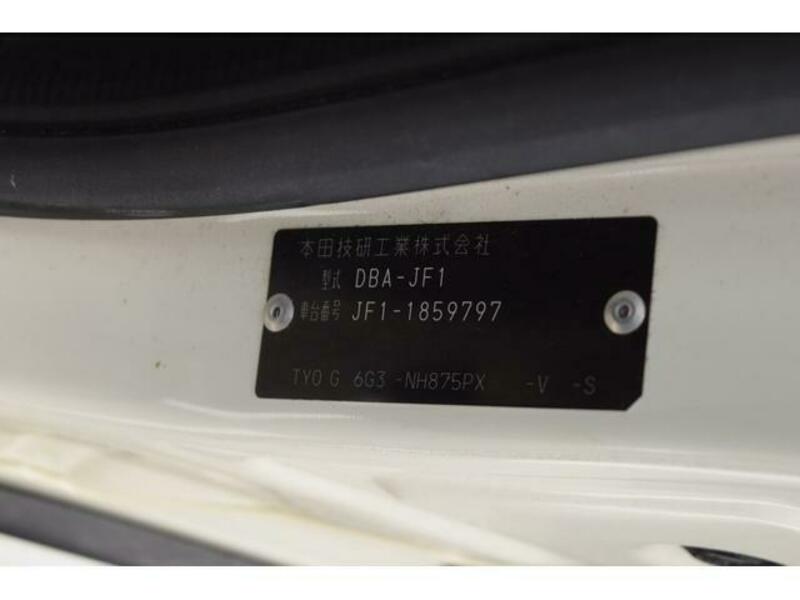 本田技研工業株式会社
型式 DBA-JF1
車台番号 JF1-1859797
TYO G 6G3 -NH875PX -V -S